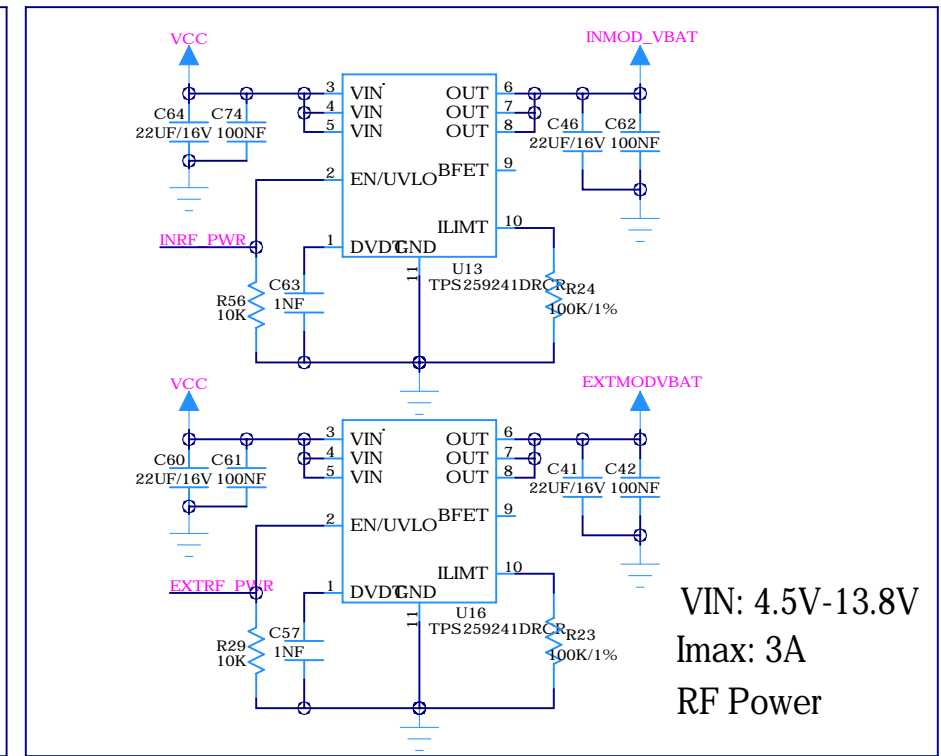 VCC
INMOD_VBAT
3 VIN OUT 6
4 VIN OUT 7
5 VIN OUT 8
C64 C74
22UF/16V 100NF
C46 C62
22UF/16V 100NF
BFET 9
2 EN/UVLO
ILIMT 10
INRF_PWR
1 DVDT GND
11
U13
TPS259241DRCR
R56
10K
C63
1NF
R24
100K/1%
VCC
EXTMODVBAT
3 VIN OUT 6
4 VIN OUT 7
5 VIN OUT 8
C60 C61
22UF/16V 100NF
C41 C42
22UF/16V 100NF
BFET 9
2 EN/UVLO
ILIMT 10
EXTRF_PWR
1 DVDT GND
11
U16
TPS259241DRCR
R29
10K
C57
1NF
R23
100K/1%
VIN: 4.5V-13.8V
Imax: 3A
RF Power